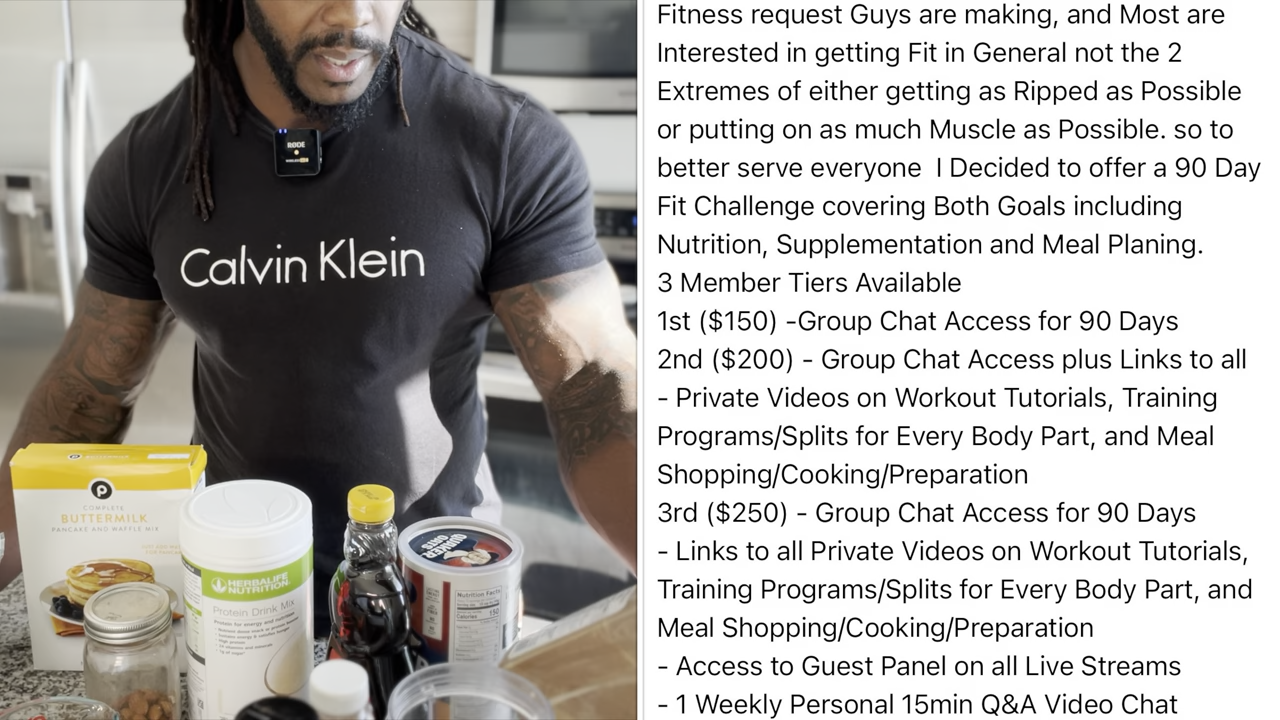 RØDE
Calvin Klein
P
COMPLETE
BUTTERMILK
PANCAKE AND WAFFLE MIX
HERBALIFE
NUTRITION
Protein Drink Mix
Protein for energy and nutrition
QUAKER
OATS
Nutrition Facts
150
Fitness request Guys are making, and Most are
Interested in getting Fit in General not the 2
Extremes of either getting as Ripped as Possible
or putting on as much Muscle as Possible. so to
better serve everyone  I Decided to offer a 90 Day
Fit Challenge covering Both Goals including
Nutrition, Supplementation and Meal Planing.
3 Member Tiers Available
1st ($150) -Group Chat Access for 90 Days
2nd ($200) - Group Chat Access plus Links to all
- Private Videos on Workout Tutorials, Training
Programs/Splits for Every Body Part, and Meal
Shopping/Cooking/Preparation
3rd ($250) - Group Chat Access for 90 Days
- Links to all Private Videos on Workout Tutorials,
Training Programs/Splits for Every Body Part, and
Meal Shopping/Cooking/Preparation
- Access to Guest Panel on all Live Streams
- 1 Weekly Personal 15min Q&A Video Chat